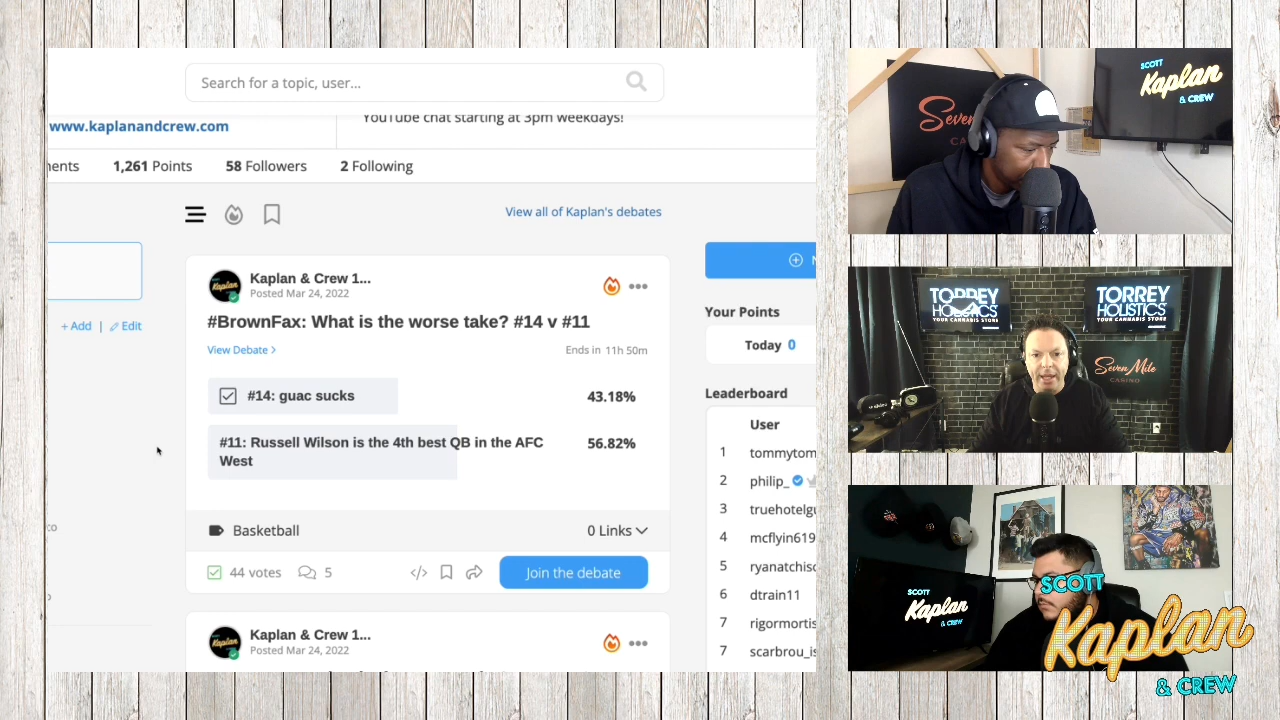 Search for a topic, user...
www.kaplanandcrew.com
YouTube chat starting at 3pm weekdays!
1,261 Points
58 Followers
2 Following
View all of Kaplan's debates
Kaplan & Crew 1...
Posted Mar 24, 2022
#BrownFax: What is the worse take? #14 v #11
View Debate >
Ends in 11h 50m
#14: guac sucks
43.18%
#11: Russell Wilson is the 4th best QB in the AFC
West
56.82%
Basketball
0 Links
44 votes
5
</>
Join the debate
Kaplan & Crew 1...
Posted Mar 24, 2022
+ Add | Edit
Your Points
Today 0
Leaderboard
User
1 tommytom
2 philip_
3 truehotelgu
4 mcflyin619
5 ryanatchisc
6 dtrain11
7 rigormortis
7 scarbrou_is
Seven
CA
SCOTT
Kaplan
& CREW
TORREY
HOLISTICS
YOUR CANNABIS STORE
TORREY
HOLISTICS
YOUR CANNABIS STORE
Seven Mile
CASINO
SCOTT
Kaplan
& CREW
SCOTT
Kaplan
& CREW